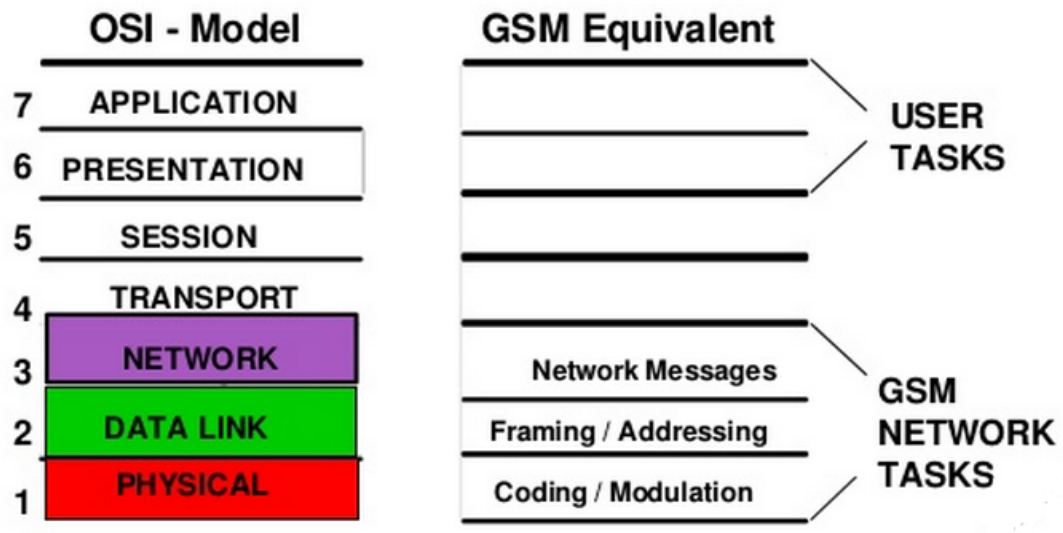 OSI - Model
GSM Equivalent
7 APPLICATION
6 PRESENTATION
5 SESSION
4 TRANSPORT
3 NETWORK
2 DATA LINK
1 PHYSICAL
Network Messages
Framing / Addressing
Coding / Modulation
USER
TASKS
GSM
NETWORK
TASKS